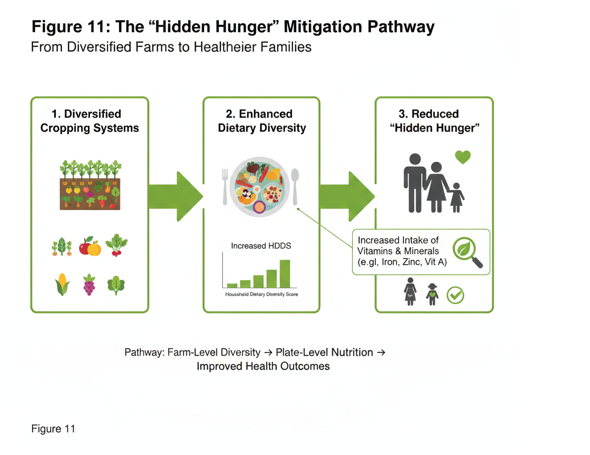 Figure 11: The “Hidden Hunger” Mitigation Pathway
From Diversified Farms to Healtheier Families
1. Diversified
Cropping Systems
2. Enhanced
Dietary Diversity
Increased HDDS
Houssheld Dietary Diversity Score
3. Reduced
“Hidden Hunger”
Increased Intake of
Vitamins & Minerals
(e.gl, Iron, Zinc, Vit A)
Pathway: Farm-Level Diversity → Plate-Level Nutrition →
Improved Health Outcomes
Figure 11